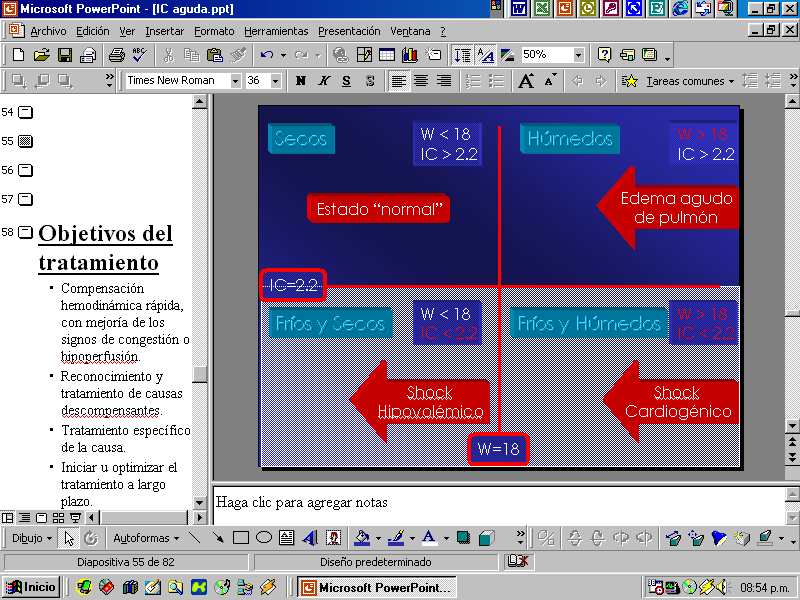 Microsoft PowerPoint - [IC aguda.ppt]
Archivo Edición Ver Insertar Formato Herramientas Presentación Ventana ?
50%
Times New Roman 36 N K S S Tareas comunes
54
55
56
57
58 Objetivos del
tratamiento
• Compensación
hemodinámica rápida,
con mejoría de los
signos de congestión o
hipoperfusión.
• Reconocimiento y
tratamiento de causas
descompensantes.
• Tratamiento específico
de la causa.
• Iniciar u optimizar el
tratamiento a largo
plazo.
Secos
W < 18
IC > 2.2
Húmedos
W > 18
IC > 2.2
Estado “normal”
Edema agudo
de pulmón
IC=2.2
Fríos y Secos
W < 18
IC < 2.2
Fríos y Húmedos
W > 18
IC < 2.2
Shock
Hipovolémico
Shock
Cardiogénico
W=18
Haga clic para agregar notas
Dibujo Autoformas
Diapositiva 55 de 82 Diseño predeterminado
Inicio Microsoft PowerPoint... 08:54 p.m.